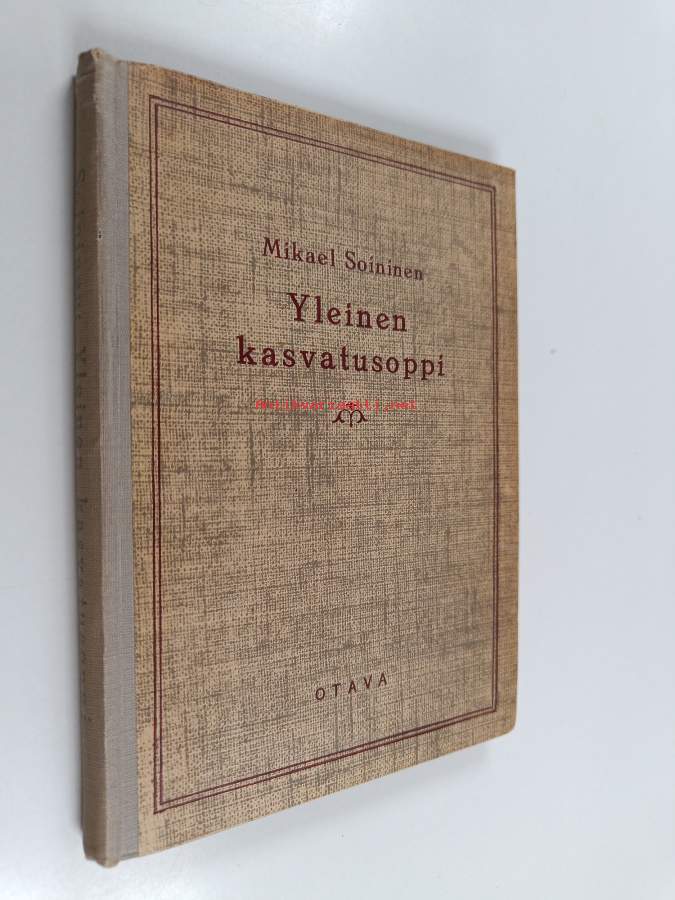 Mikael Soininen
Yleinen
kasvatusoppi
OTAVA